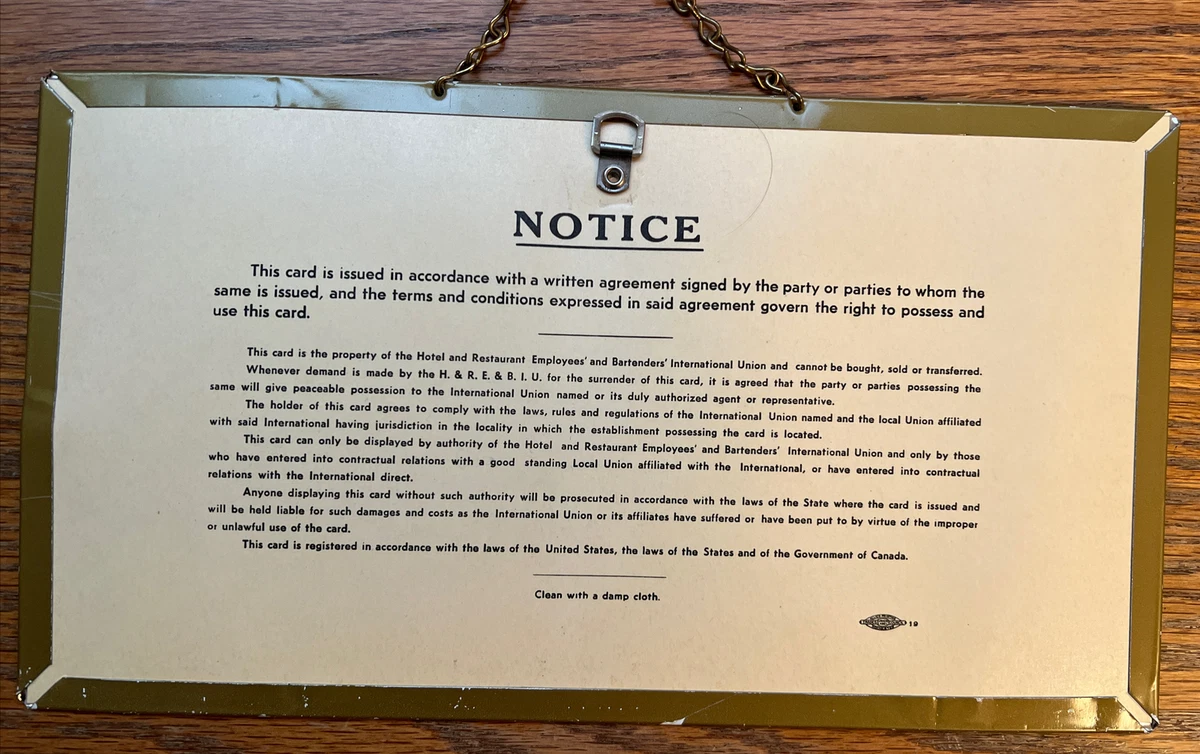 NOTICE
This card is issued in accordance with a written agreement signed by the party or parties to whom the
same is issued, and the terms and conditions expressed in said agreement govern the right to possess and
use this card.
This card is the property of the Hotel and Restaurant Employees' and Bartenders' International Union and cannot be bought, sold or transferred.
Whenever demand is made by the H. & R. E. & B. I. U. for the surrender of this card, it is agreed that the party or parties possessing the
same will give peaceable possession to the International Union named or its duly authorized agent or representative.
The holder of this card agrees to comply with the laws, rules and regulations of the International Union named and the local Union affiliated
with said International having jurisdiction in the locality in which the establishment possessing the card is located.
This card can only be displayed by authority of the Hotel and Restaurant Employees' and Bartenders' International Union and only by those
who have entered into contractual relations with a good standing Local Union affiliated with the International, or have entered into contractual
relations with the International direct.
Anyone displaying this card without such authority will be prosecuted in accordance with the laws of the State where the card is issued and
will be held liable for such damages and costs as the International Union or its affiliates have suffered or have been put to by virtue of the improper
or unlawful use of the card.
This card is registered in accordance with the laws of the United States, the laws of the States and of the Government of Canada.
Clean with a damp cloth.
19